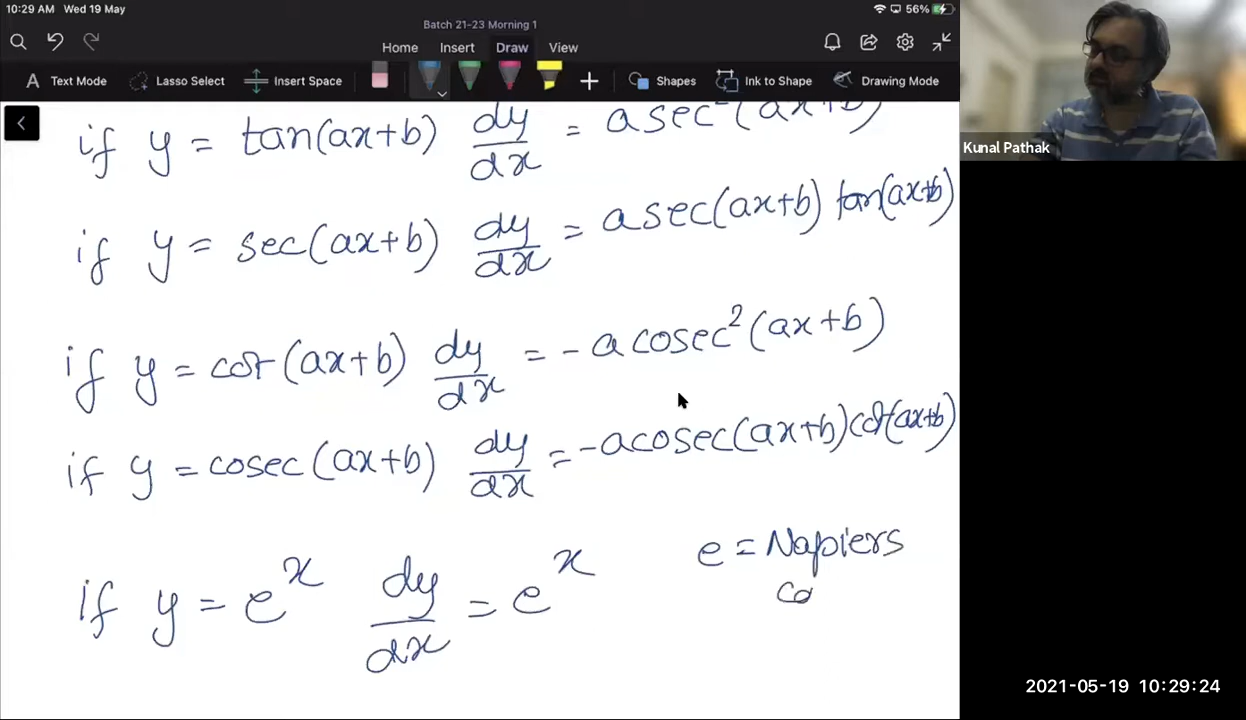 10:29 AM Wed 19 May
56%
Batch 21-23 Morning 1
Home Insert Draw View
Text Mode Lasso Select Insert Space Shapes Ink to Shape Drawing Mode
Kunal Pathak
if y = tan(ax+b) dy/dx = a sec²(ax+b)
if y = sec(ax+b) dy/dx = a sec(ax+b) tan(ax+b)
if y = cot(ax+b) dy/dx = - a cosec²(ax+b)
if y = cosec(ax+b) dy/dx = -a cosec(ax+b) cot(ax+b)
e = Napiers
co
if y = eˣ dy/dx = eˣ
2021-05-19 10:29:24